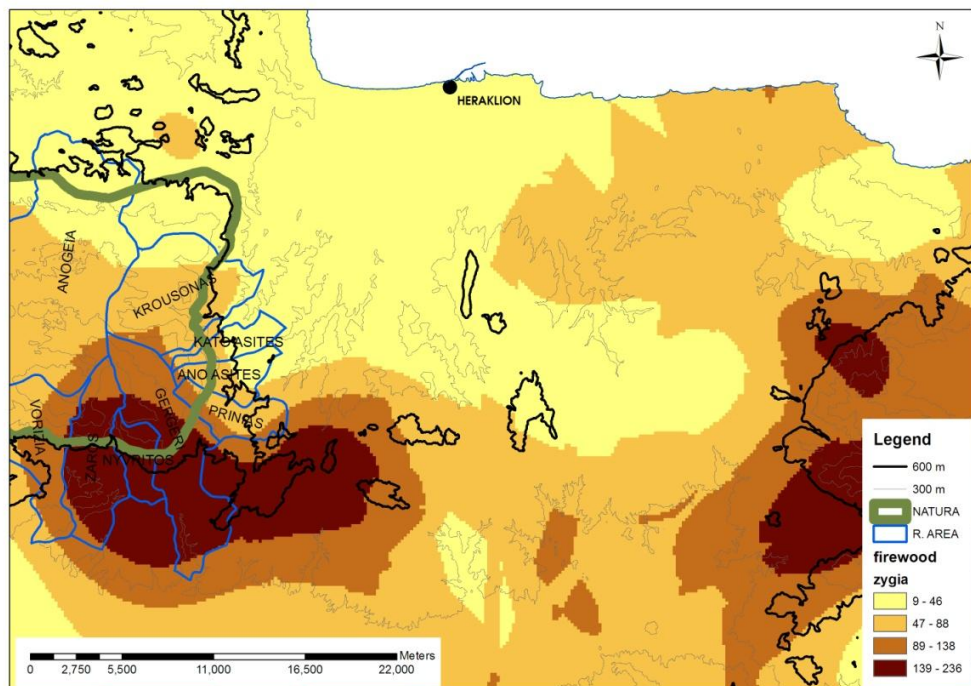 N
HERAKLION
ANOGEIA
KROUSONAS
KATO ASITES
ANO ASITES
PRINIAS
GERGERI
VORIZIA
ZAROS
NYVRITOS
Legend
600 m
300 m
NATURA
R. AREA
firewood
zygia
9 - 46
47 - 88
89 - 138
139 - 236
Meters
0 2,750 5,500 11,000 16,500 22,000